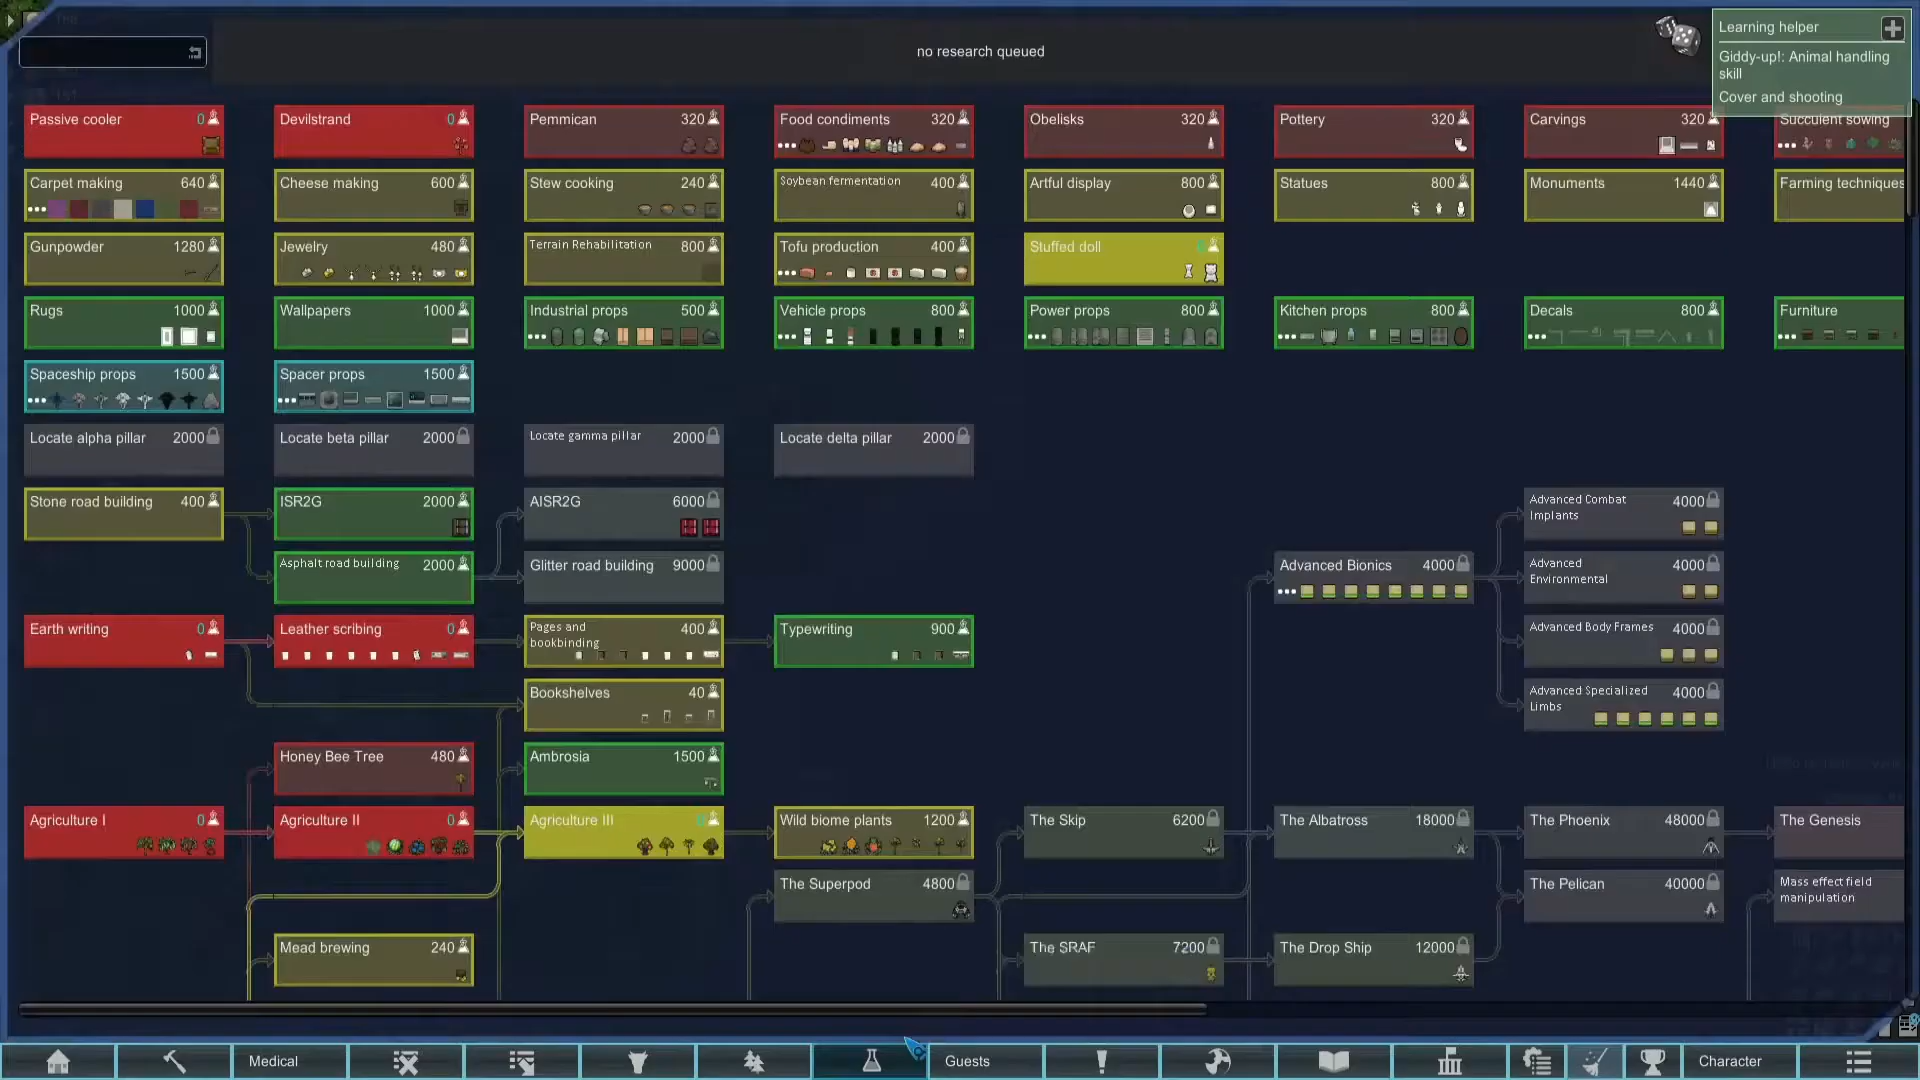 no research queued
Learning helper
Giddy-up!: Animal handling
skill
Cover and shooting
Passive cooler 0
Devilstrand 0
Pemmican 320
Food condiments 320
Obelisks 320
Pottery 320
Carvings 320
Succulent sowing
Carpet making 640
Cheese making 600
Stew cooking 240
Soybean fermentation 400
Artful display 800
Statues 800
Monuments 1440
Farming techniques
Gunpowder 1280
Jewelry 480
Terrain Rehabilitation 800
Tofu production 400
Stuffed doll
Rugs 1000
Wallpapers 1000
Industrial props 500
Vehicle props 800
Power props 800
Kitchen props 800
Decals 800
Furniture
Spaceship props 1500
Spacer props 1500
Locate alpha pillar 2000
Locate beta pillar 2000
Locate gamma pillar 2000
Locate delta pillar 2000
Stone road building 400
ISR2G 2000
AISR2G 6000
Advanced Combat
Implants 4000
Asphalt road building 2000
Glitter road building 9000
Advanced Bionics 4000
Advanced
Environmental 4000
Earth writing 0
Leather scribing 0
Pages and
bookbinding 400
Typewriting 900
Advanced Body Frames 4000
Bookshelves 40
Advanced Specialized
Limbs 4000
Honey Bee Tree 480
Ambrosia 1500
Agriculture I 0
Agriculture II 0
Agriculture III
Wild biome plants 1200
The Skip 6200
The Albatross 18000
The Phoenix 48000
The Genesis
The Superpod 4800
The Pelican 40000
Mass effect field
manipulation
Mead brewing 240
The SRAF 7200
The Drop Ship 12000
Medical
Guests
Character